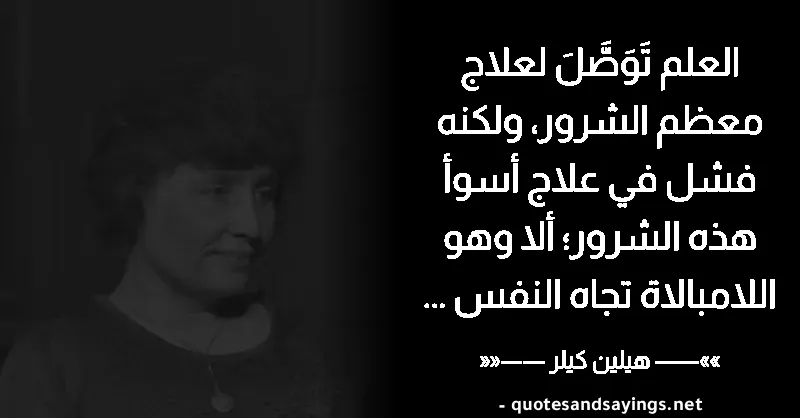 العلم تَوَصَّلَ لعلاج
معظم الشرور، ولكنه
فشل في علاج أسوأ
هذه الشرور؛ ألا وهو
اللامبالاة تجاه النفس ...
»»—— هيلين كيلر ——««
- quotesandsayings.net